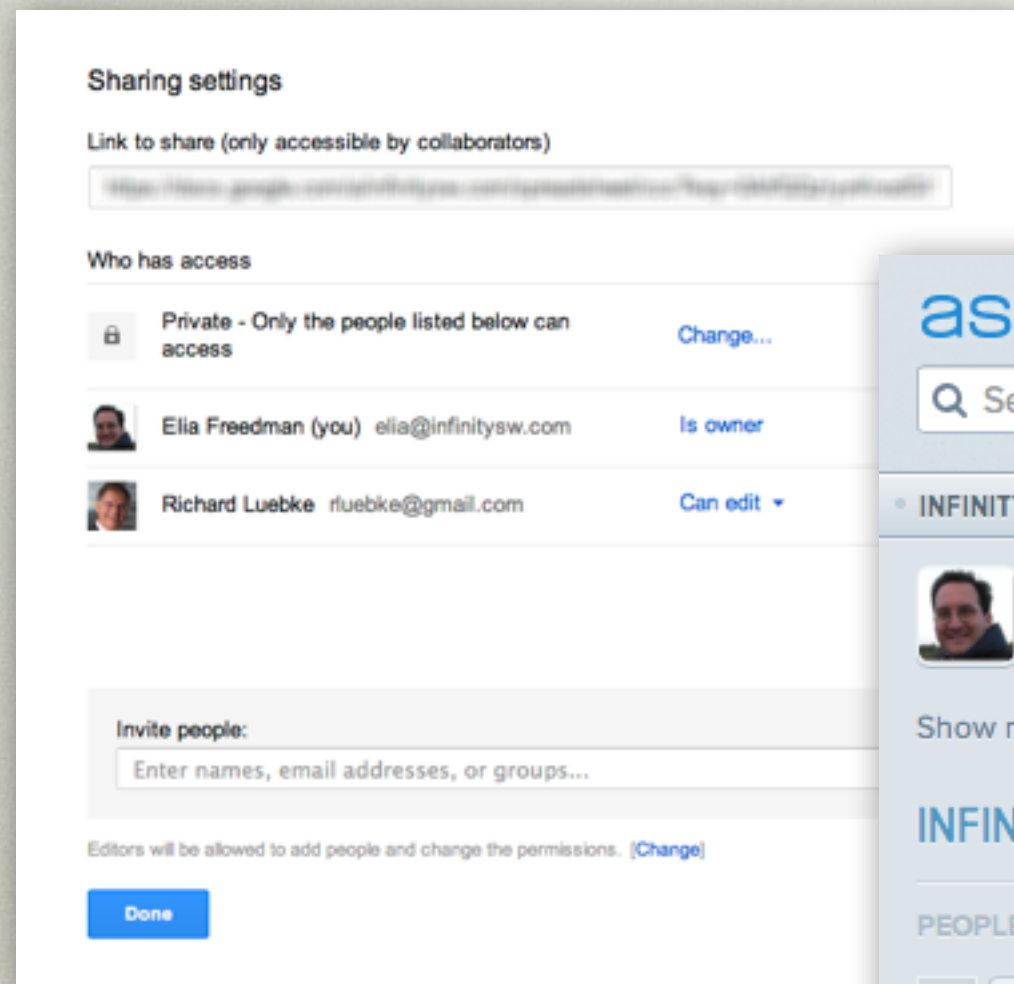 Sharing settings
Link to share (only accessible by collaborators)
Who has access
Private - Only the people listed below can
access
Change...
Elia Freedman (you) elia@infinitysw.com
Is owner
Richard Luebke rluebke@gmail.com
Can edit
Invite people:
Enter names, email addresses, or groups...
Editors will be allowed to add people and change the permissions. [Change]
Done
as
Se
INFINIT
Show r
INFIN
PEOPLE